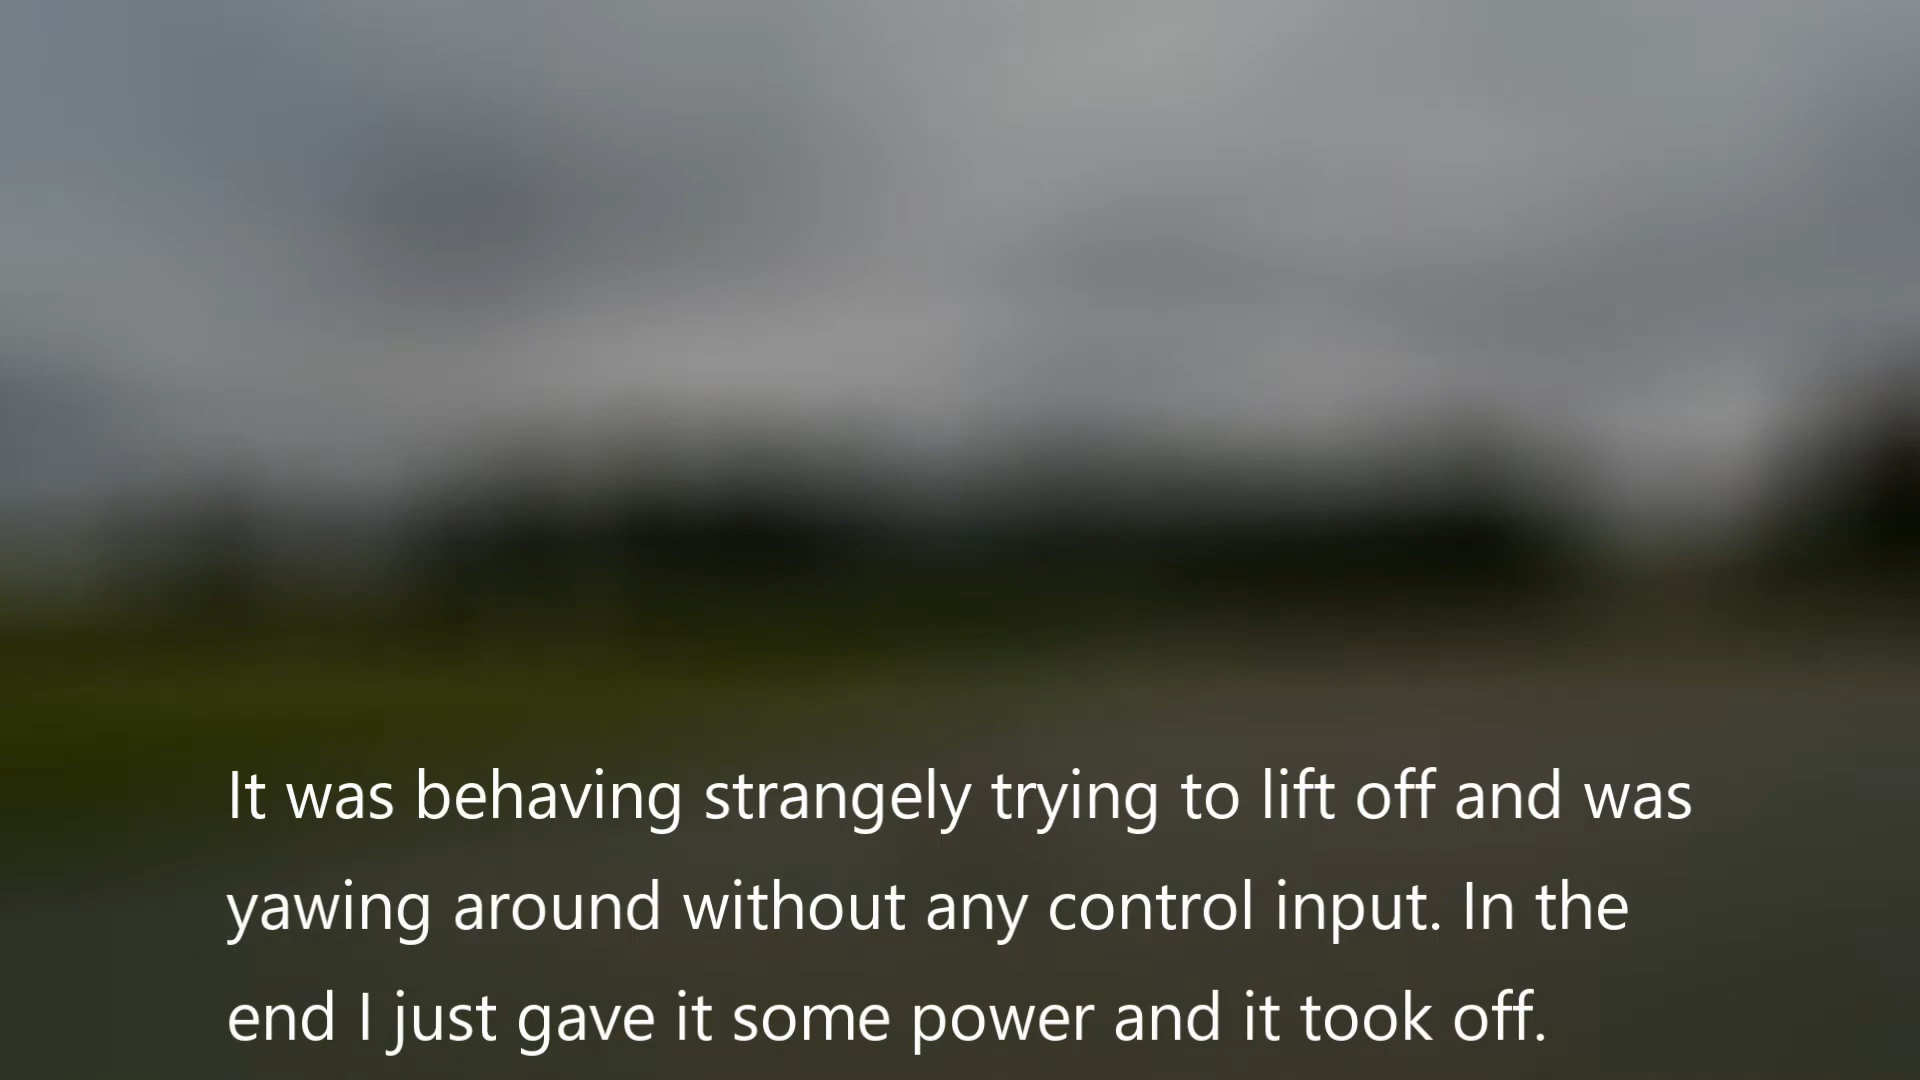 It was behaving strangely trying to lift off and was
yawing around without any control input. In the
end I just gave it some power and it took off.